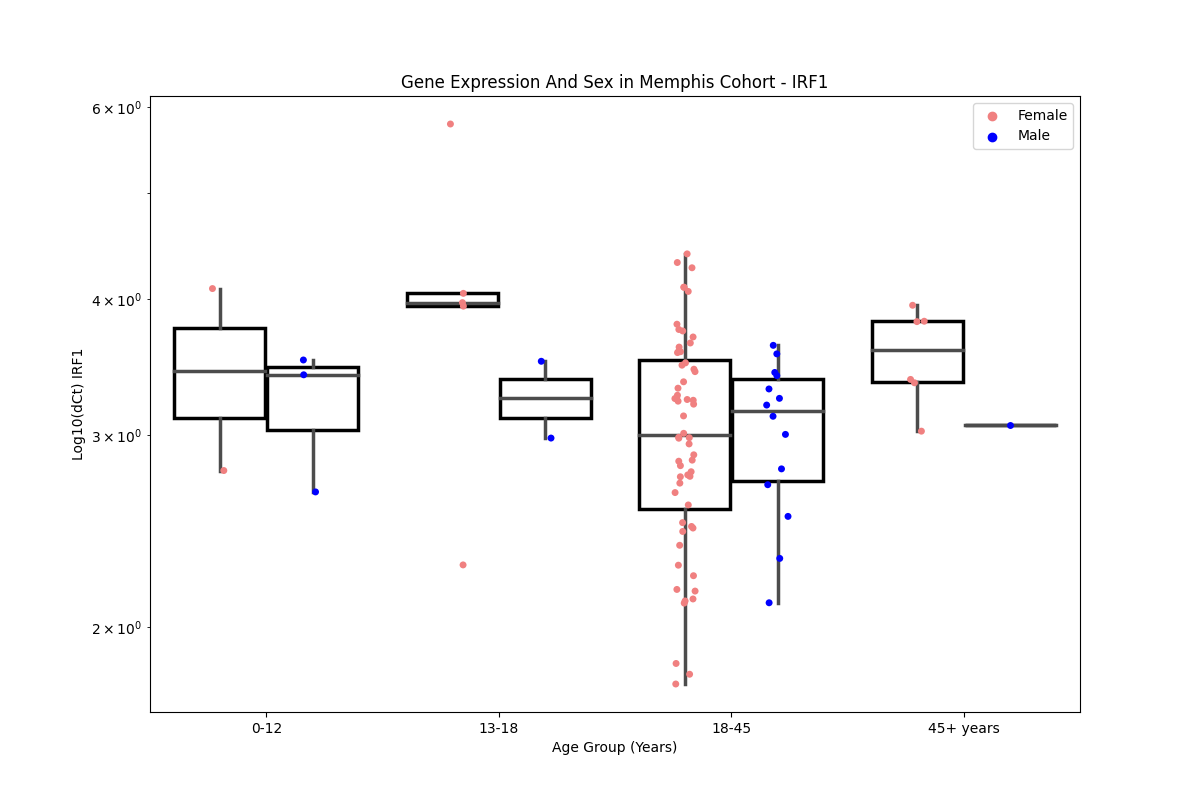 Gene Expression And Sex in Memphis Cohort - IRF1
Female
Male
6 × 10⁰
4 × 10⁰
3 × 10⁰
2 × 10⁰
Log10(dCt) IRF1
0-12
13-18
18-45
45+ years
Age Group (Years)